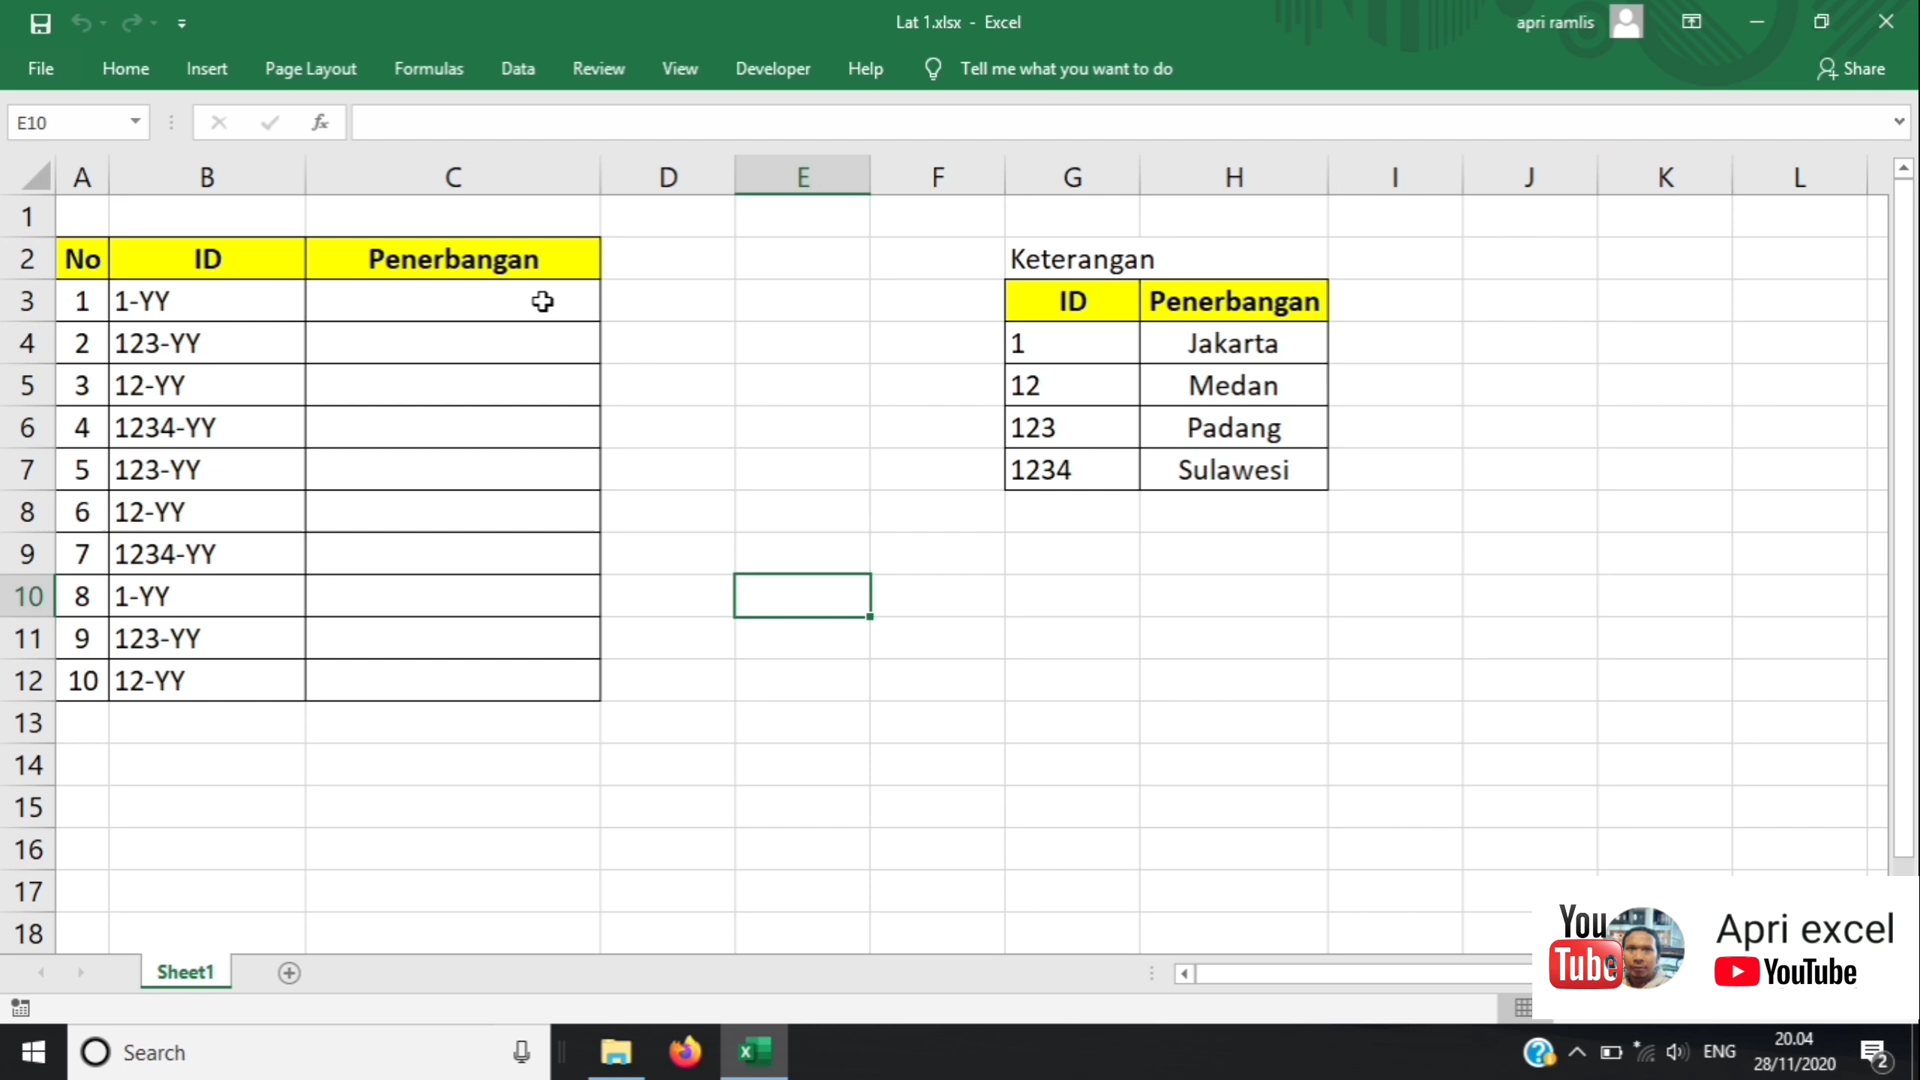 Lat 1.xlsx - Excel
apri ramlis
File Home Insert Page Layout Formulas Data Review View Developer Help Tell me what you want to do Share
E10 fx
A B C D E F G H I J K L
1
2 No ID Penerbangan Keterangan
3 1 1-YY ID Penerbangan
4 2 123-YY 1 Jakarta
5 3 12-YY 12 Medan
6 4 1234-YY 123 Padang
7 5 123-YY 1234 Sulawesi
8 6 12-YY
9 7 1234-YY
10 8 1-YY
11 9 123-YY
12 10 12-YY
13
14
15
16
17
18
You Tube
Apri excel
YouTube
Sheet1
Search
ENG
20.04
28/11/2020
2